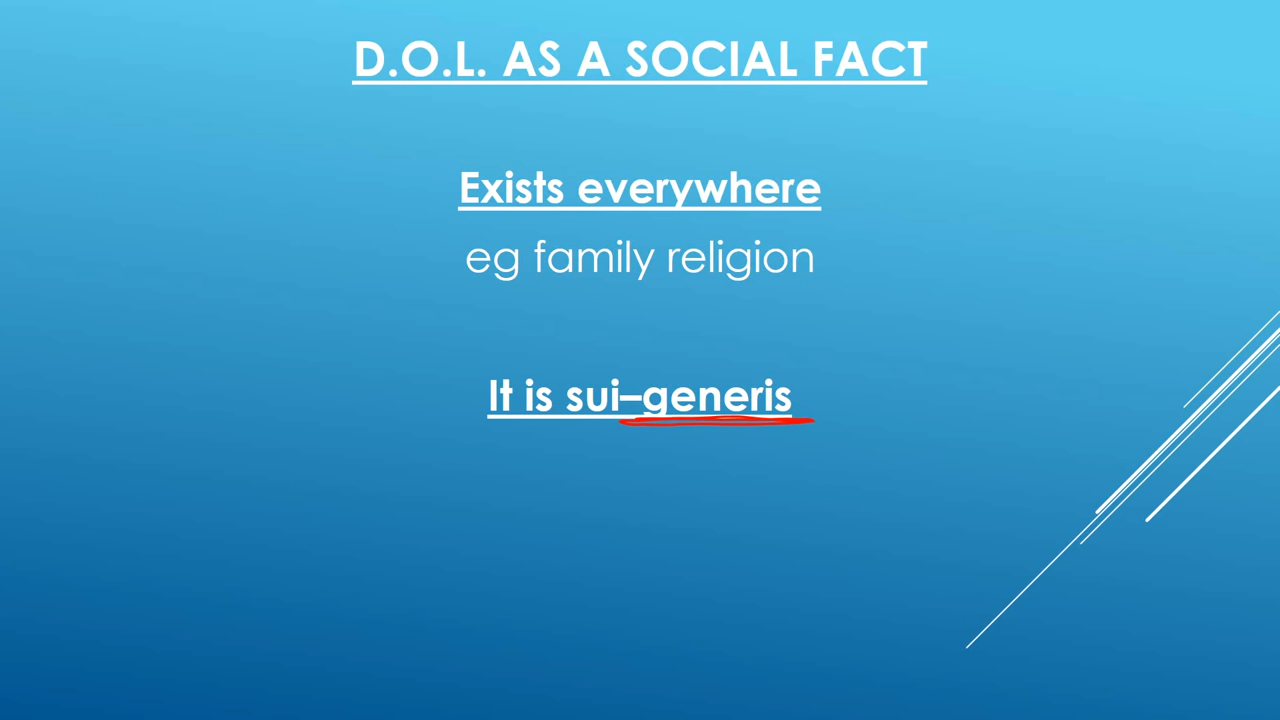 D.O.L. AS A SOCIAL FACT
Exists everywhere
eg family religion
It is sui–generis